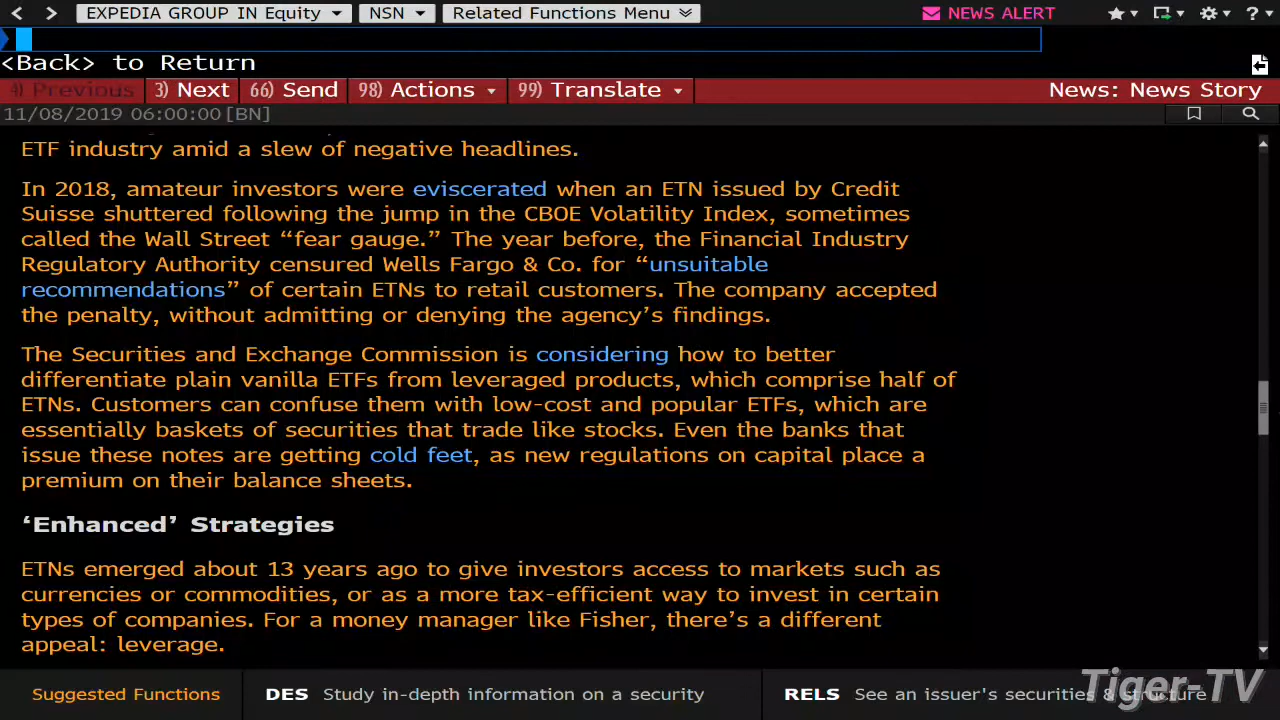 EXPEDIA GROUP IN Equity NSN Related Functions Menu NEWS ALERT ?
<Back> to Return
4) Previous 3) Next 66) Send 98) Actions 99) Translate News: News Story
11/08/2019 06:00:00 [BN]
ETF industry amid a slew of negative headlines.
In 2018, amateur investors were eviscerated when an ETN issued by Credit
Suisse shuttered following the jump in the CBOE Volatility Index, sometimes
called the Wall Street “fear gauge.” The year before, the Financial Industry
Regulatory Authority censured Wells Fargo & Co. for “unsuitable
recommendations” of certain ETNs to retail customers. The company accepted
the penalty, without admitting or denying the agency’s findings.
The Securities and Exchange Commission is considering how to better
differentiate plain vanilla ETFs from leveraged products, which comprise half of
ETNs. Customers can confuse them with low-cost and popular ETFs, which are
essentially baskets of securities that trade like stocks. Even the banks that
issue these notes are getting cold feet, as new regulations on capital place a
premium on their balance sheets.
‘Enhanced’ Strategies
ETNs emerged about 13 years ago to give investors access to markets such as
currencies or commodities, or as a more tax-efficient way to invest in certain
types of companies. For a money manager like Fisher, there’s a different
appeal: leverage.
Suggested Functions DES Study in-depth information on a security RELS See an issuer's securities & structure
Tiger-TV